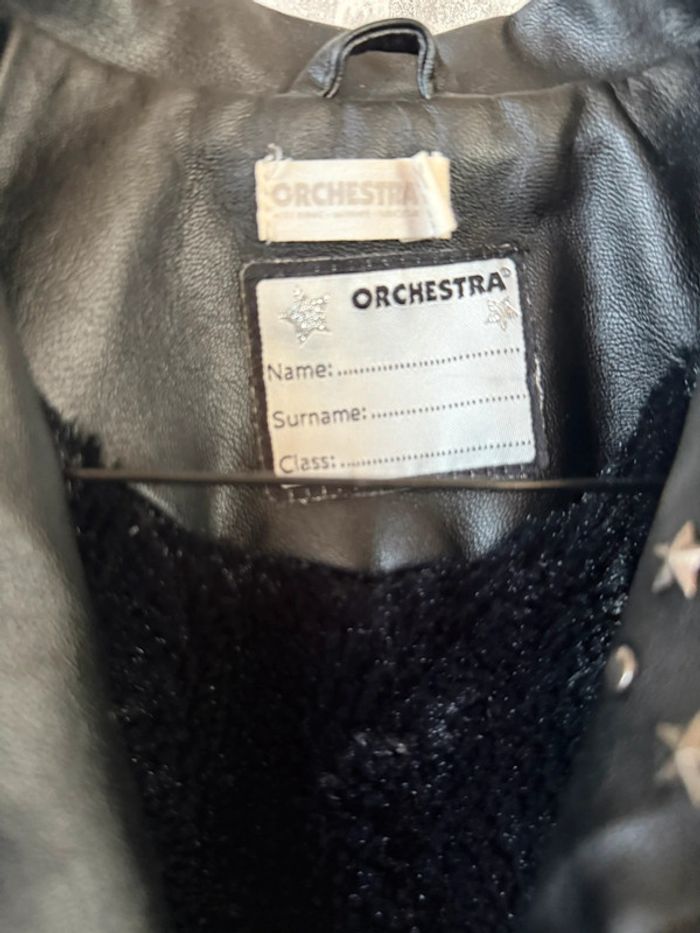 ORCHESTRA
ORCHESTRA
Name:
Surname:
Class: